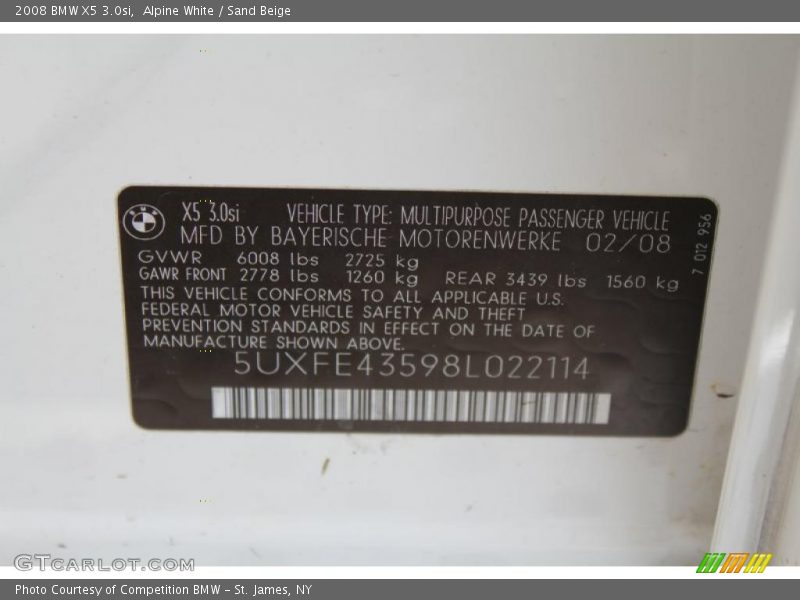 2008 BMW X5 3.0si, Alpine White / Sand Beige
BMW
X5 3.0si VEHICLE TYPE: MULTIPURPOSE PASSENGER VEHICLE
MFD BY BAYERISCHE MOTORENWERKE 02/08
GVWR 6008 lbs 2725 kg
GAWR FRONT 2778 lbs 1260 kg REAR 3439 lbs 1560 kg
THIS VEHICLE CONFORMS TO ALL APPLICABLE U.S.
FEDERAL MOTOR VEHICLE SAFETY AND THEFT
PREVENTION STANDARDS IN EFFECT ON THE DATE OF
MANUFACTURE SHOWN ABOVE.
5UXFE43598L022114
7 012 956
GTCARLOT.COM
Photo Courtesy of Competition BMW – St. James, NY